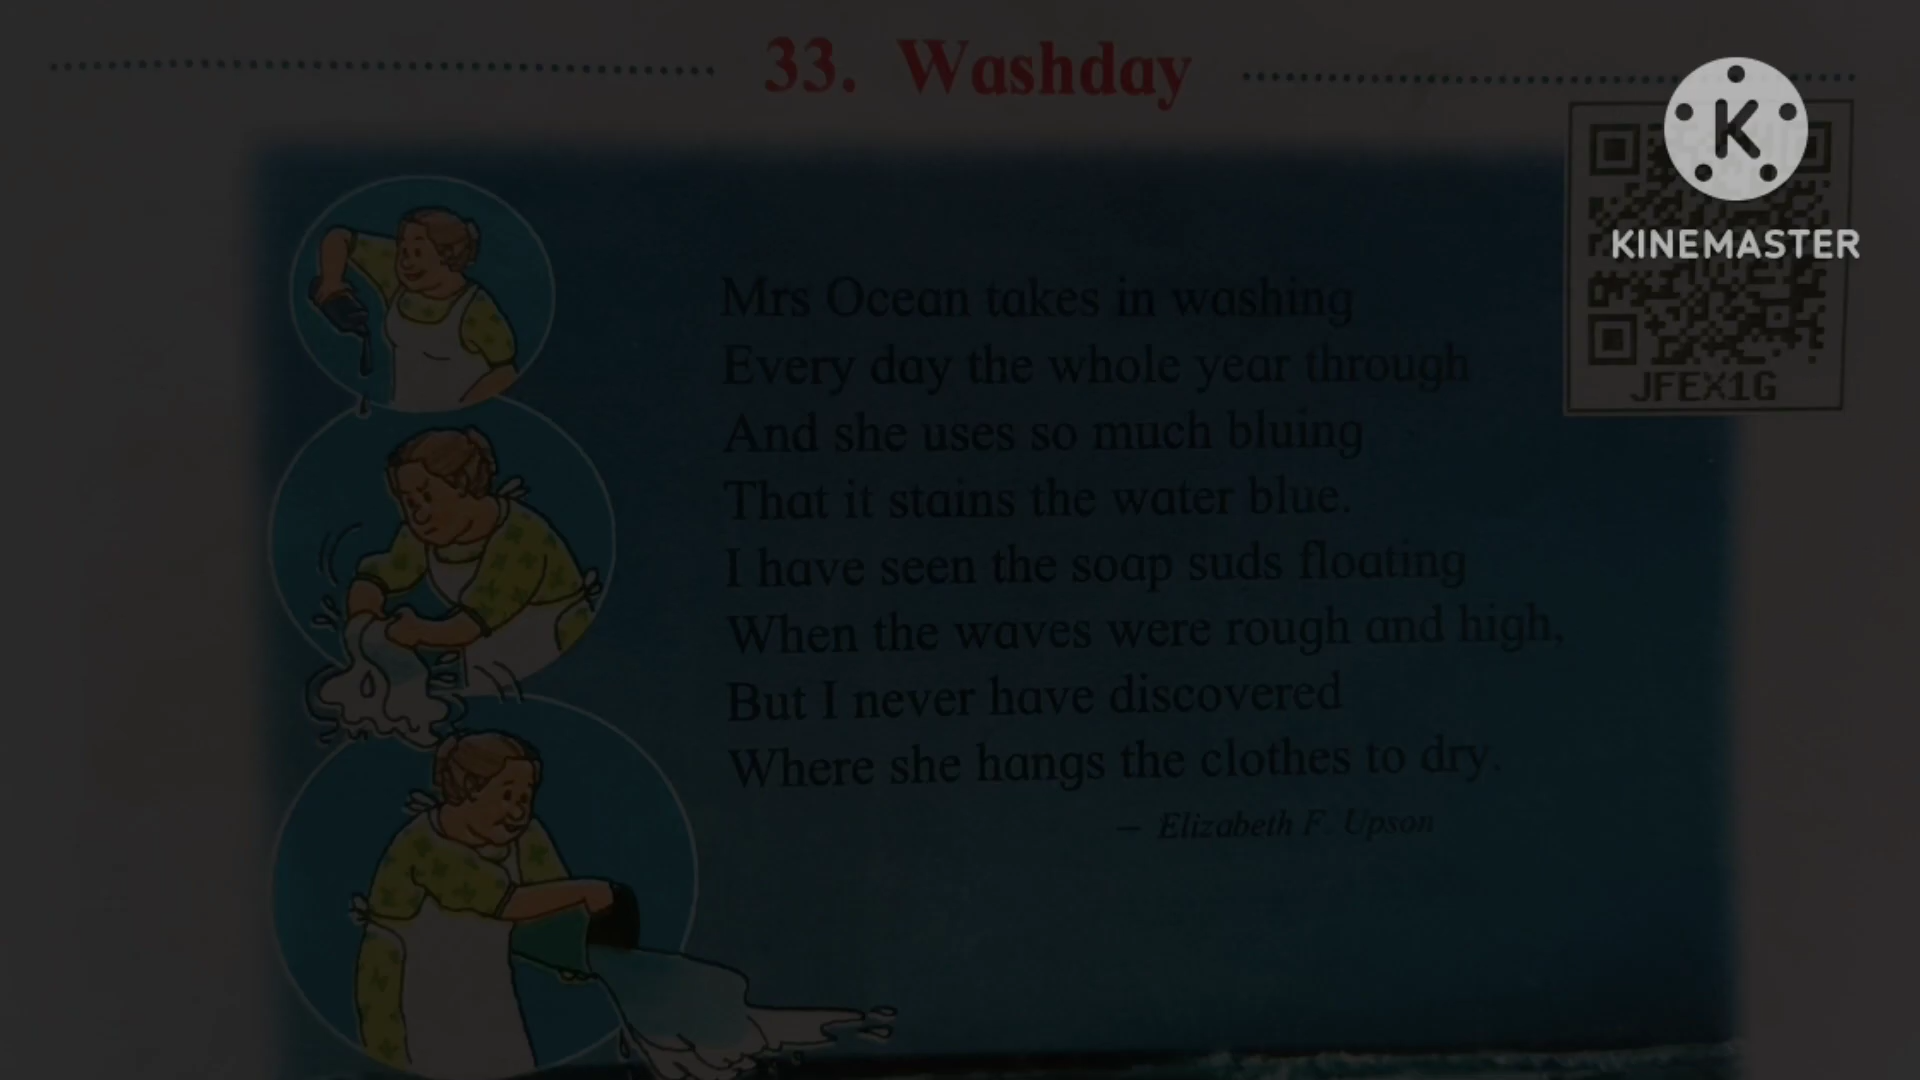 33. Washday
KINEMASTER
JFEX1G
Mrs Ocean takes in washing
Every day the whole year through
And she uses so much bluing
That it stains the water blue.
I have seen the soap suds floating
When the waves were rough and high,
But I never have discovered
Where she hangs the clothes to dry.
– Elizabeth F. Upson